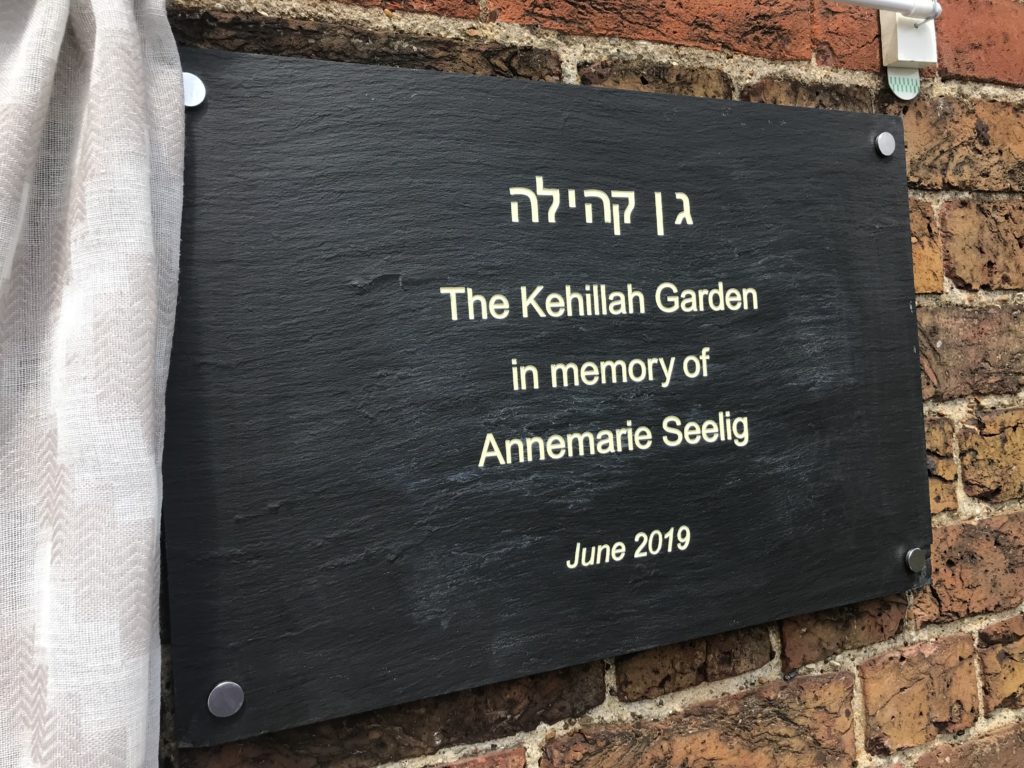 גן קהילה
The Kehillah Garden
in memory of
Annemarie Seelig
June 2019